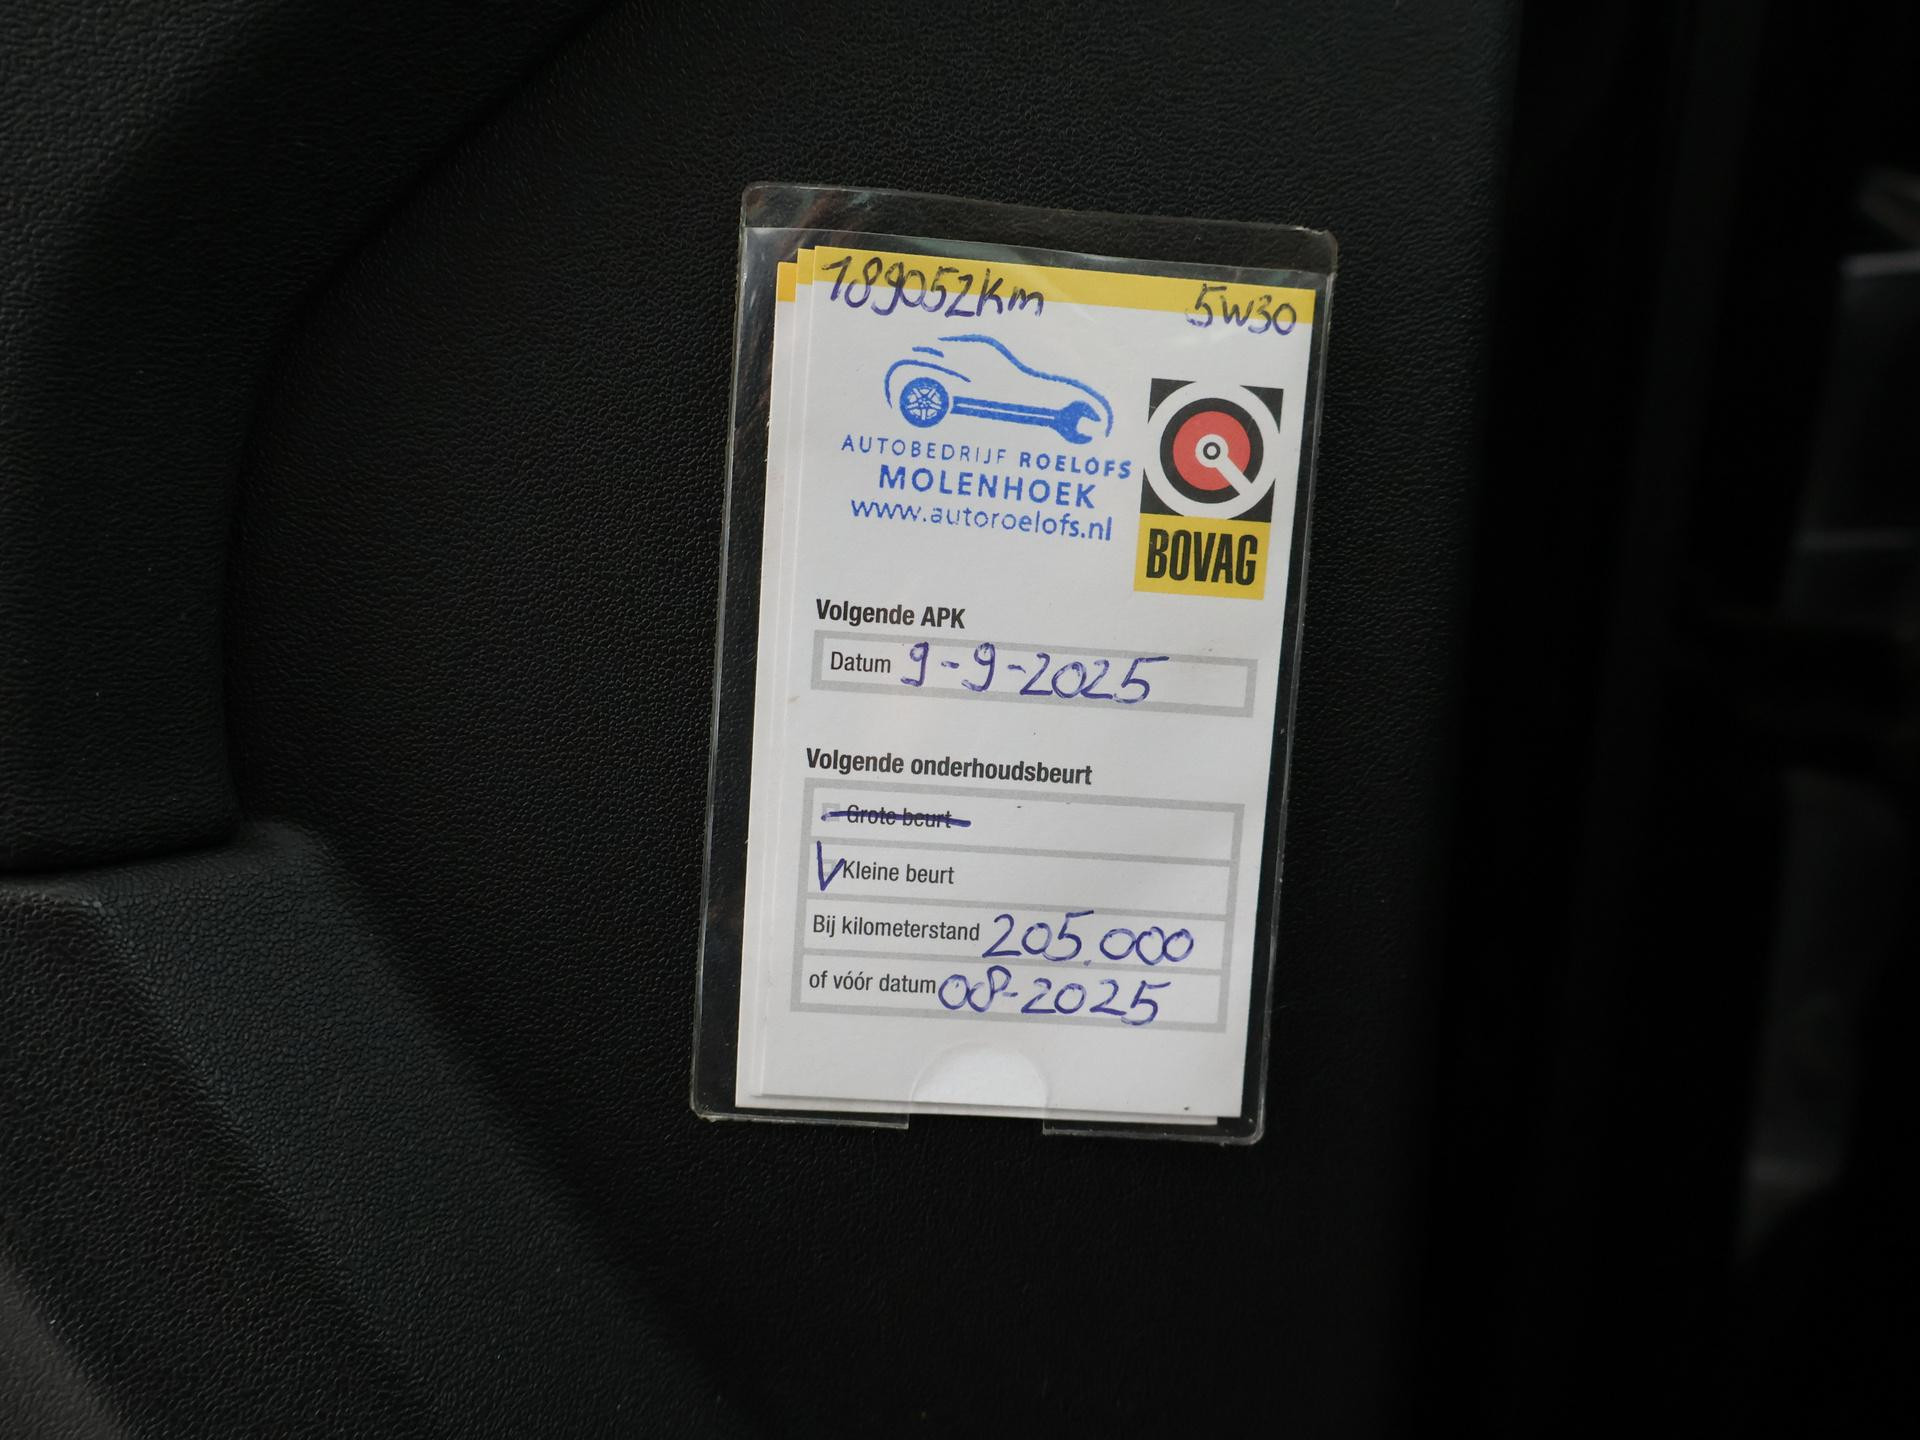 189052km 5w30
AUTOBEDRIJF ROELOFS
MOLENHOEK
www.autoroelofs.nl
BOVAG
Volgende APK
Datum 9-9-2025
Volgende onderhoudsbeurt
Grote beurt
Kleine beurt
Bij kilometerstand 205.000
of vóór datum 08-2025